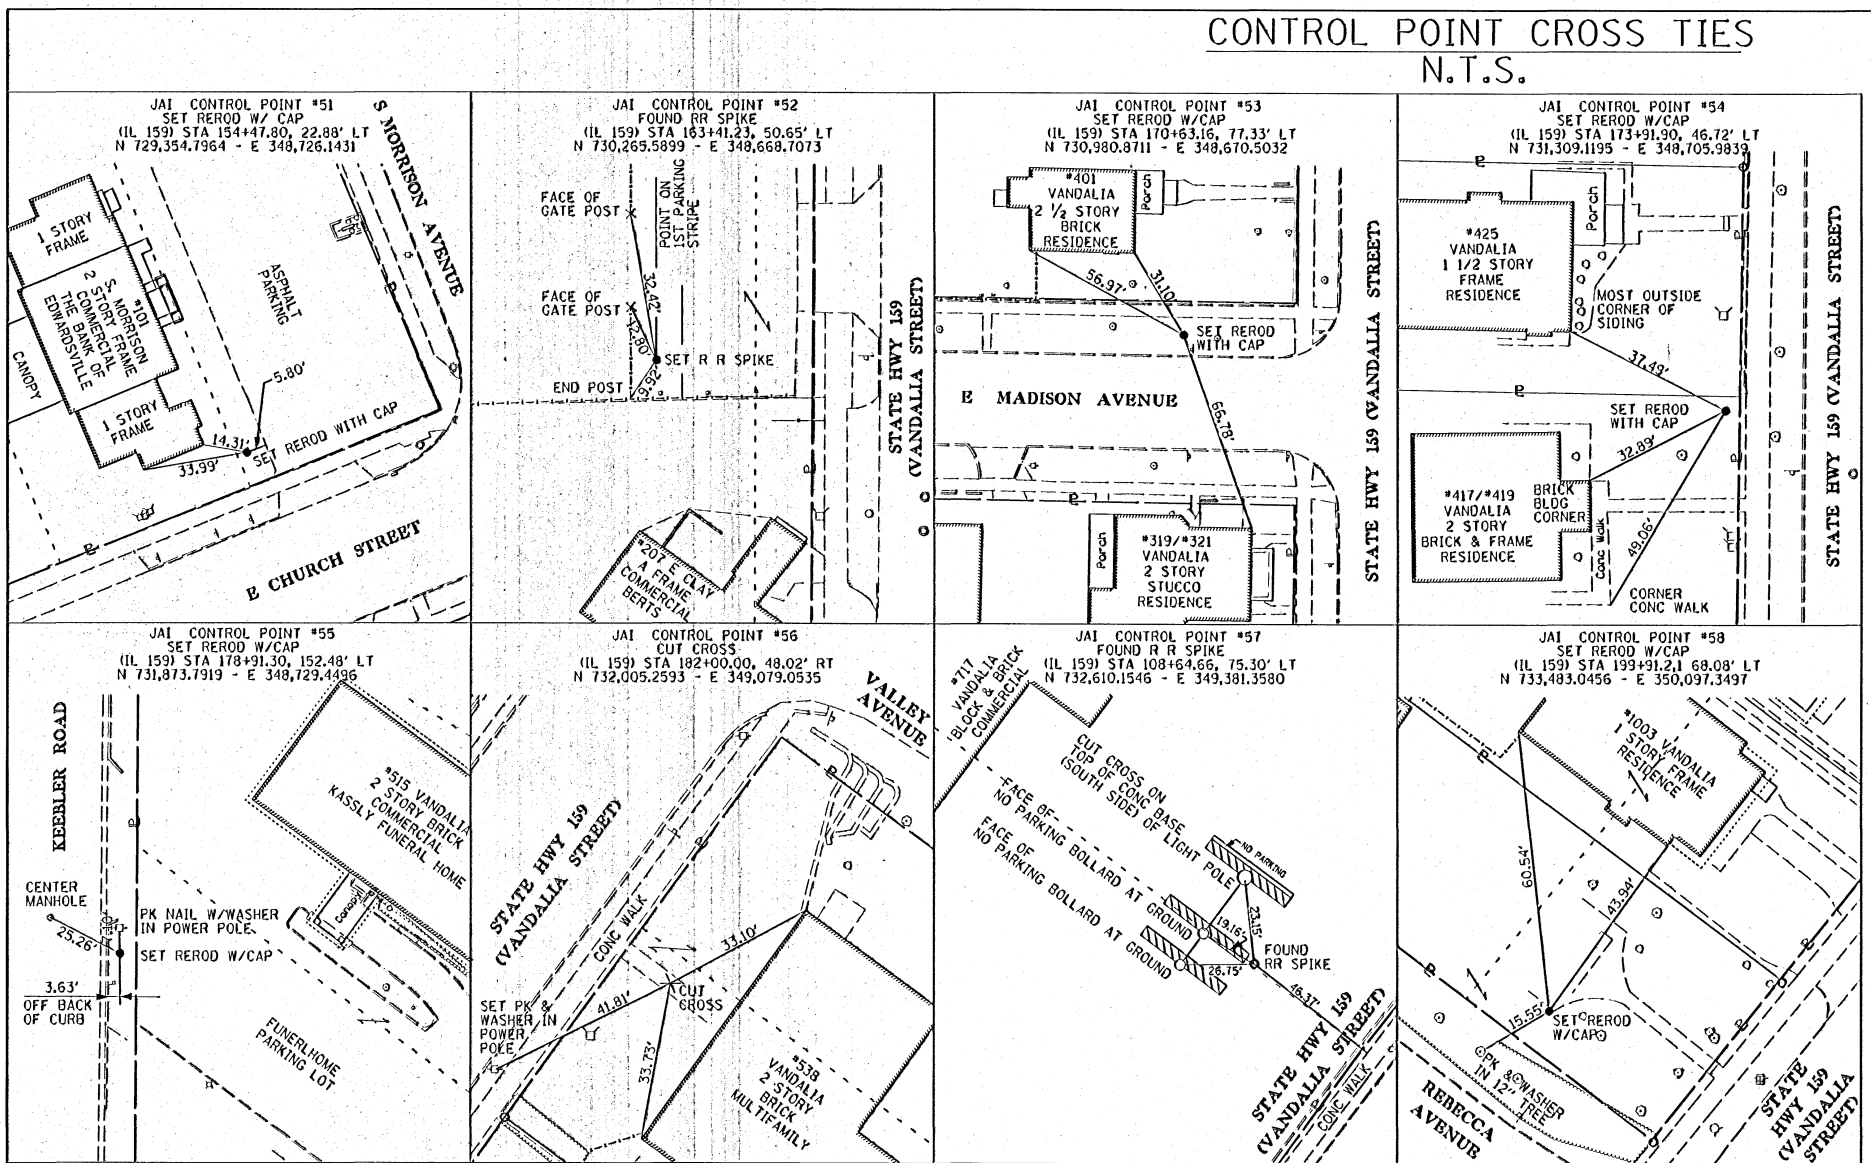 CONTROL POINT CROSS TIES
N.T.S.
JAI CONTROL POINT #51
SET REROD W/ CAP
(IL 159) STA 154+47.80, 22.88' LT
N 729,354.7964 - E 348,726.1431
S MORRISON AVENUE
1 STORY
FRAME
#101
S. MORRISON
2 STORY FRAME
COMMERCIAL
THE BANK OF
EDWARDSVILLE
CANOPY
1 STORY
FRAME
ASPHALT
PARKING
5.80'
14.31'
33.99'
SET REROD WITH CAP
E CHURCH STREET
JAI CONTROL POINT #52
FOUND RR SPIKE
(IL 159) STA 163+41.23, 50.65' LT
N 730,265.5899 - E 348,668.7073
FACE OF
GATE POST
POINT ON
1ST PARKING
STRIPE
32.42'
FACE OF
GATE POST
12.80'
SET R R SPIKE
END POST
9.92'
STATE HWY 159
(VANDALIA STREET)
#207 E CLAY
A FRAME
COMMERCIAL
BERTS
JAI CONTROL POINT #53
SET REROD W/CAP
(IL 159) STA 170+63.16, 77.33' LT
N 730,980.8711 - E 348,670.5032
#401
VANDALIA
2 1/2 STORY
BRICK
RESIDENCE
Porch
56.97'
31.10'
SET REROD
WITH CAP
E MADISON AVENUE
66.78'
Porch
#319/#321
VANDALIA
2 STORY
STUCCO
RESIDENCE
STATE HWY 159 (VANDALIA STREET)
JAI CONTROL POINT #54
SET REROD W/CAP
(IL 159) STA 173+91.90, 46.72' LT
N 731,309.1195 - E 348,705.9839
Porch
#425
VANDALIA
1 1/2 STORY
FRAME
RESIDENCE
MOST OUTSIDE
CORNER OF
SIDING
37.49'
SET REROD
WITH CAP
32.89'
#417/#419
VANDALIA
2 STORY
BRICK & FRAME
RESIDENCE
BRICK
BLDG
CORNER
Conc Walk
49.06'
CORNER
CONC WALK
STATE HWY 159 (VANDALIA STREET)
JAI CONTROL POINT #55
SET REROD W/CAP
(IL 159) STA 178+91.30, 152.48' LT
N 731,873.7919 - E 348,729.4496
KEEBLER ROAD
#515 VANDALIA
2 STORY BRICK
COMMERCIAL
KASSLY FUNERAL HOME
Canopy
CENTER
MANHOLE
25.26'
PK NAIL W/WASHER
IN POWER POLE
SET REROD W/CAP
3.63'
OFF BACK
OF CURB
FUNERLHOME
PARKING LOT
JAI CONTROL POINT #56
CUT CROSS
(IL 159) STA 182+00.00, 48.02' RT
N 732,005.2593 - E 349,079.0535
VALLEY
AVENUE
STATE HWY 159
(VANDALIA STREET)
CONC WALK
33.10'
CUT
CROSS
41.81'
SET PK &
WASHER IN
POWER
POLE
33.73'
#538
VANDALIA
2 STORY
BRICK
MULTIFAMILY
JAI CONTROL POINT #57
FOUND R R SPIKE
(IL 159) STA 108+64.66, 75.30' LT
N 732,610.1546 - E 349,381.3580
#717
VANDALIA
BLOCK & BRICK
COMMERCIAL
CUT CROSS ON
TOP OF CONC BASE
(SOUTH SIDE) OF LIGHT POLE
FACE OF
NO PARKING BOLLARD AT GROUND
FACE OF
NO PARKING BOLLARD AT GROUND
NO PARKING
23.15'
19.16'
26.75'
FOUND
RR SPIKE
46.37'
STATE HWY 159
(VANDALIA STREET)
CONC WALK
JAI CONTROL POINT #58
SET REROD W/CAP
(IL 159) STA 199+91.2,1 68.08' LT
N 733,483.0456 - E 350,097.3497
#1003 VANDALIA
1 STORY FRAME
RESIDENCE
60.54'
43.94'
15.55'
SET REROD
W/CAP
PK & WASHER
IN 12" TREE
REBECCA
AVENUE
STATE
HWY 159
(VANDALIA
STREET)